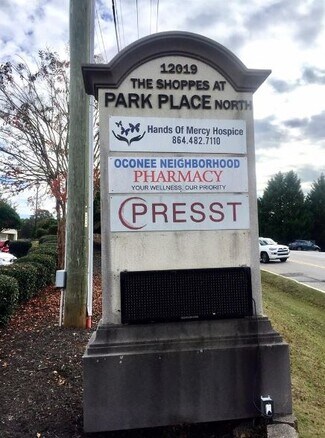 12019
THE SHOPPES AT
PARK PLACE NORTH
Hands Of Mercy Hospice
864.482.7110
OCONEE NEIGHBORHOOD
PHARMACY
YOUR WELLNESS, OUR PRIORITY
CPRESST